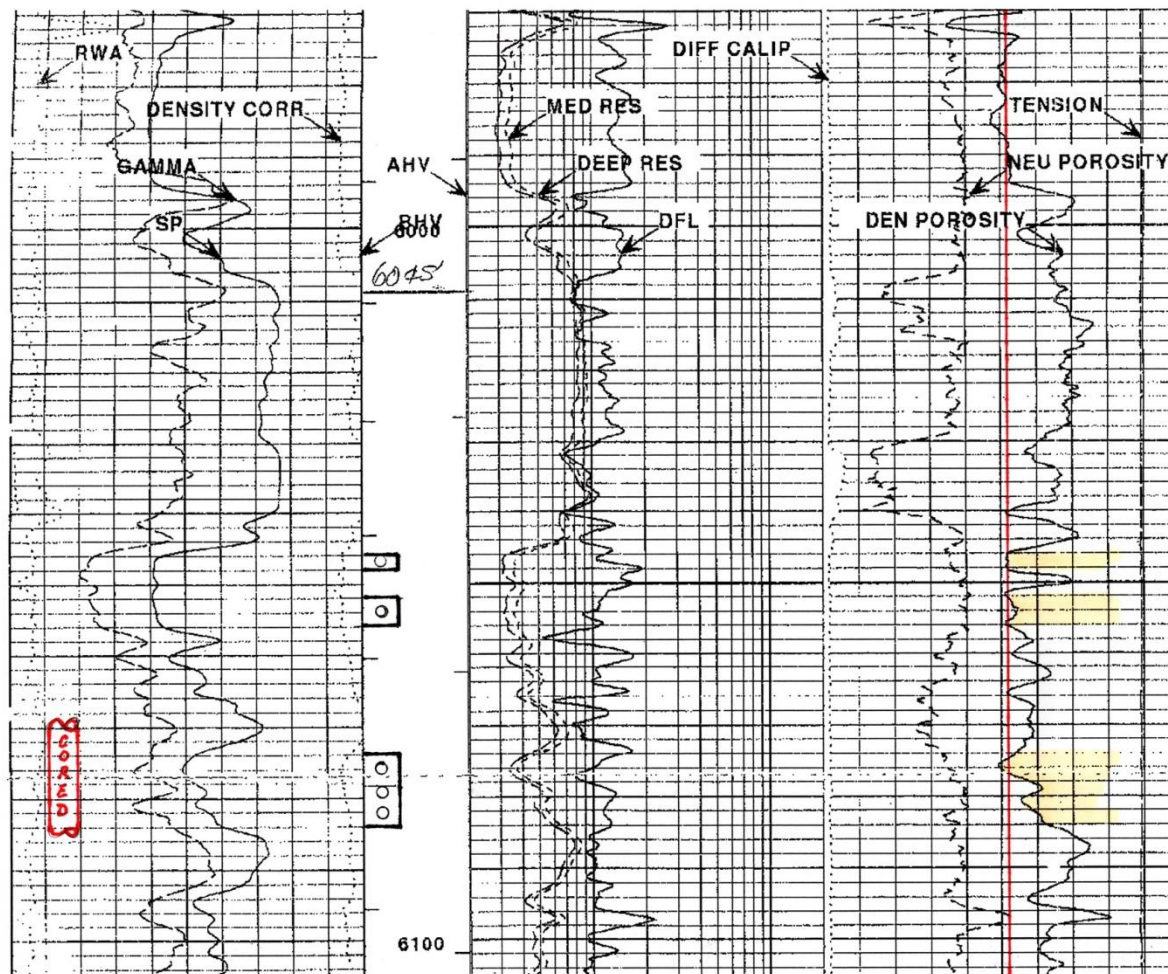 RWA
DENSITY CORR
GAMMA
SP
AHV
BHV
6000
6045'
MED RES
DEEP RES
DFL
DIFF CALIP
TENSION
NEU POROSITY
DEN POROSITY
CORED
6100